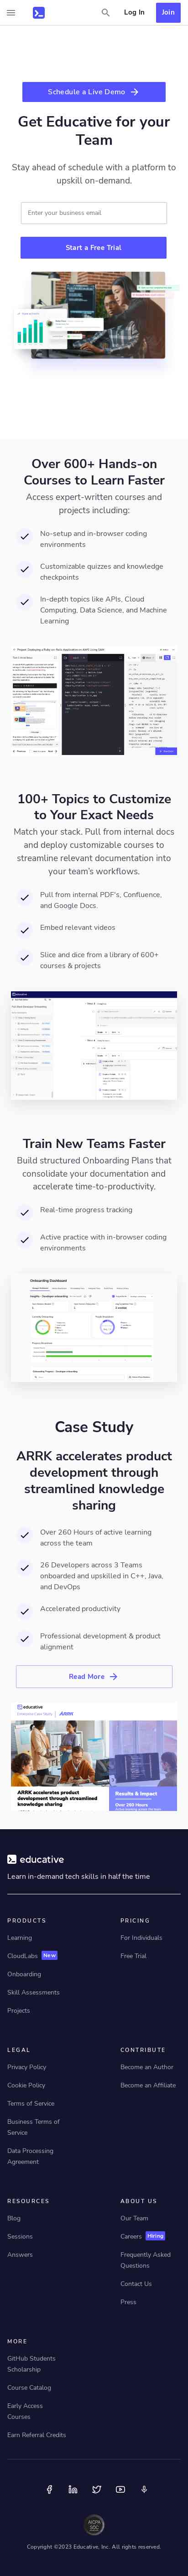 Log In
Join
Schedule a Live Demo
Get Educative for your
Team
Stay ahead of schedule with a platform to
upskill on-demand.
Enter your business email
Start a Free Trial
Over 600+ Hands-on
Courses to Learn Faster
Access expert-written courses and
projects including:
No-setup and in-browser coding
environments
Customizable quizzes and knowledge
checkpoints
In-depth topics like APIs, Cloud
Computing, Data Science, and Machine
Learning
100+ Topics to Customize
to Your Exact Needs
Match your stack. Pull from internal docs
and deploy customizable courses to
streamline internal documentation into
your team's workflows.
Pull from internal PDF's, Confluence,
and Google Docs.
Embed relevant videos
Slice and dice from a library of 600+
courses & projects
Train New Teams Faster
Build structured Onboarding Plans that
consolidate your documentation and
accelerate time-to-productivity.
Real-time progress tracking
Active practice with in-browser coding
environments
Onboarding Dashboard
Case Study
ARRK accelerates product
development through
streamlined knowledge
sharing
Over 260 Hours of active learning
across the team
26 Developers across 3 Teams
onboarded and upskilled in C++, Java,
and DevOps
Accelerated productivity
Professional development & product
alignment
Read More
educative
ARRK accelerates product
development through streamlined
knowledge sharing
Results & Impact
Over 260 Hours
educative
Learn in-demand tech skills in half the time
PRODUCTS
Learning
CloudLabs New
Onboarding
Skill Assessments
Projects
PRICING
For Individuals
Free Trial
LEGAL
Privacy Policy
Cookie Policy
Terms of Service
Business Terms of
Service
Data Processing
Agreement
CONTRIBUTE
Become an Author
Become an Affiliate
RESOURCES
Blog
Sessions
Answers
ABOUT US
Our Team
Careers Hiring
Frequently Asked
Questions
Contact Us
Press
MORE
GitHub Students
Scholarship
Course Catalog
Early Access
Courses
Earn Referral Credits
AICPA
SOC
Copyright ©2023 Educative, Inc. All rights reserved.